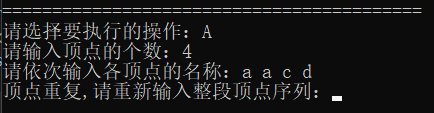 ==========================================
请选择要执行的操作：A
请输入顶点的个数：4
请依次输入各顶点的名称：a a c d
顶点重复,请重新输入整段顶点序列：